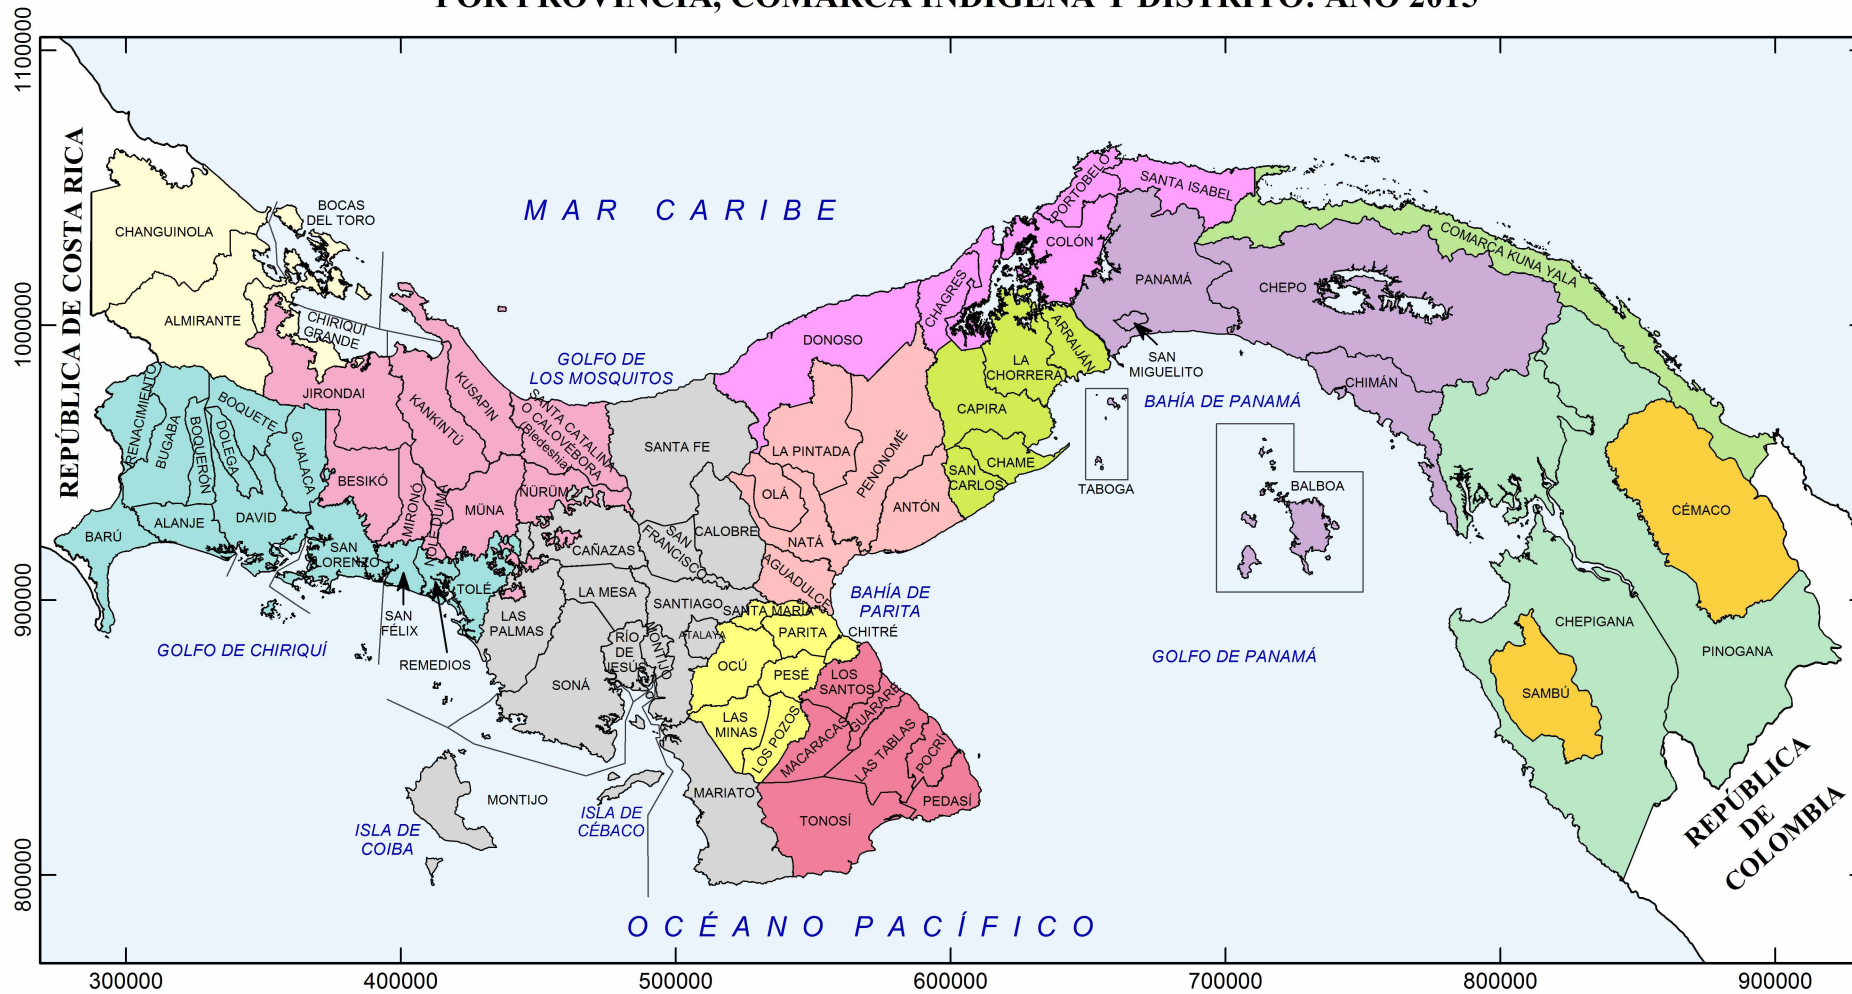 POR PROVINCIA, COMARCA INDÍGENA Y DISTRITO: AÑO 2015
1100000
1000000
900000
800000
300000
400000
500000
600000
700000
800000
900000
REPÚBLICA DE COSTA RICA
MAR CARIBE
BOCAS
DEL TORO
CHANGUINOLA
ALMIRANTE
CHIRIQUÍ
GRANDE
GOLFO DE
LOS MOSQUITOS
JIRONDAI
KUSAPIN
KANKINTÚ
SANTA CATALINA
O CALOVÉBORA
(Bledeshia)
BESIKÓ
MIRONÓ
MÜNA
ÑÜRÜM
RENACIMIENTO
BUGABA
BOQUERÓN
DOLEGA
BOQUETE
GUALACA
BARÚ
ALANJE
DAVID
SAN
LORENZO
SAN
FÉLIX
REMEDIOS
TOLÉ
GOLFO DE CHIRIQUÍ
SANTA FE
CALOBRE
SAN
FRANCISCO
CAÑAZAS
LA MESA
SANTIAGO
ATALAYA
LAS
PALMAS
SONÁ
RÍO
DE
JESÚS
MONTIJO
MARIATO
MONTIJO
ISLA DE
COIBA
ISLA DE
CÉBACO
DONOSO
CHAGRES
PORTOBELO
COLÓN
SANTA ISABEL
LA PINTADA
PENONOMÉ
OLÁ
NATÁ
ANTÓN
AGUADULCE
CAPIRA
LA
CHORRERA
ARRAIJÁN
SAN
CARLOS
CHAME
SANTA MARÍA
PARITA
CHITRÉ
OCÚ
PESÉ
LAS
MINAS
LOS POZOS
BAHÍA DE
PARITA
LOS
SANTOS
GUARARÉ
MACARACAS
LAS TABLAS
POCRÍ
PEDASÍ
TONOSÍ
PANAMÁ
SAN
MIGUELITO
CHEPO
CHIMÁN
TABOGA
BALBOA
BAHÍA DE PANAMÁ
GOLFO DE PANAMÁ
COMARCA KUNA YALA
CÉMACO
SAMBÚ
CHEPIGANA
PINOGANA
REPÚBLICA
DE
COLOMBIA
OCÉANO PACÍFICO